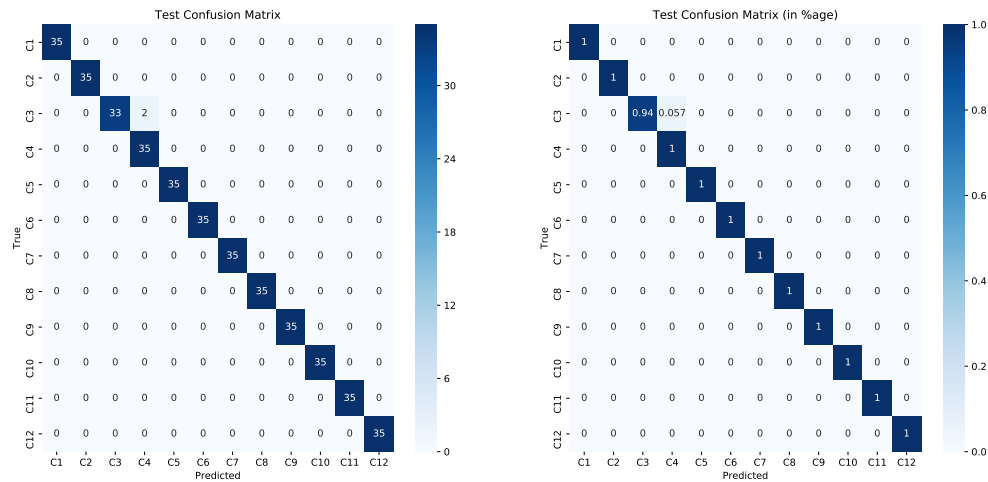 Test Confusion Matrix
C1 35 0 0 0 0 0 0 0 0 0 0 0
C2 0 35 0 0 0 0 0 0 0 0 0 0
C3 0 0 33 2 0 0 0 0 0 0 0 0
C4 0 0 0 35 0 0 0 0 0 0 0 0
C5 0 0 0 0 35 0 0 0 0 0 0 0
C6 0 0 0 0 0 35 0 0 0 0 0 0
C7 0 0 0 0 0 0 35 0 0 0 0 0
C8 0 0 0 0 0 0 0 35 0 0 0 0
C9 0 0 0 0 0 0 0 0 35 0 0 0
C10 0 0 0 0 0 0 0 0 0 35 0 0
C11 0 0 0 0 0 0 0 0 0 0 35 0
C12 0 0 0 0 0 0 0 0 0 0 0 35
C1 C2 C3 C4 C5 C6 C7 C8 C9 C10 C11 C12
True
Predicted
30
24
18
12
6
0
Test Confusion Matrix (in %age)
C1 1 0 0 0 0 0 0 0 0 0 0 0
C2 0 1 0 0 0 0 0 0 0 0 0 0
C3 0 0 0.94 0.057 0 0 0 0 0 0 0 0
C4 0 0 0 1 0 0 0 0 0 0 0 0
C5 0 0 0 0 1 0 0 0 0 0 0 0
C6 0 0 0 0 0 1 0 0 0 0 0 0
C7 0 0 0 0 0 0 1 0 0 0 0 0
C8 0 0 0 0 0 0 0 1 0 0 0 0
C9 0 0 0 0 0 0 0 0 1 0 0 0
C10 0 0 0 0 0 0 0 0 0 1 0 0
C11 0 0 0 0 0 0 0 0 0 0 1 0
C12 0 0 0 0 0 0 0 0 0 0 0 1
C1 C2 C3 C4 C5 C6 C7 C8 C9 C10 C11 C12
True
Predicted
1.0
0.8
0.6
0.4
0.2
0.0